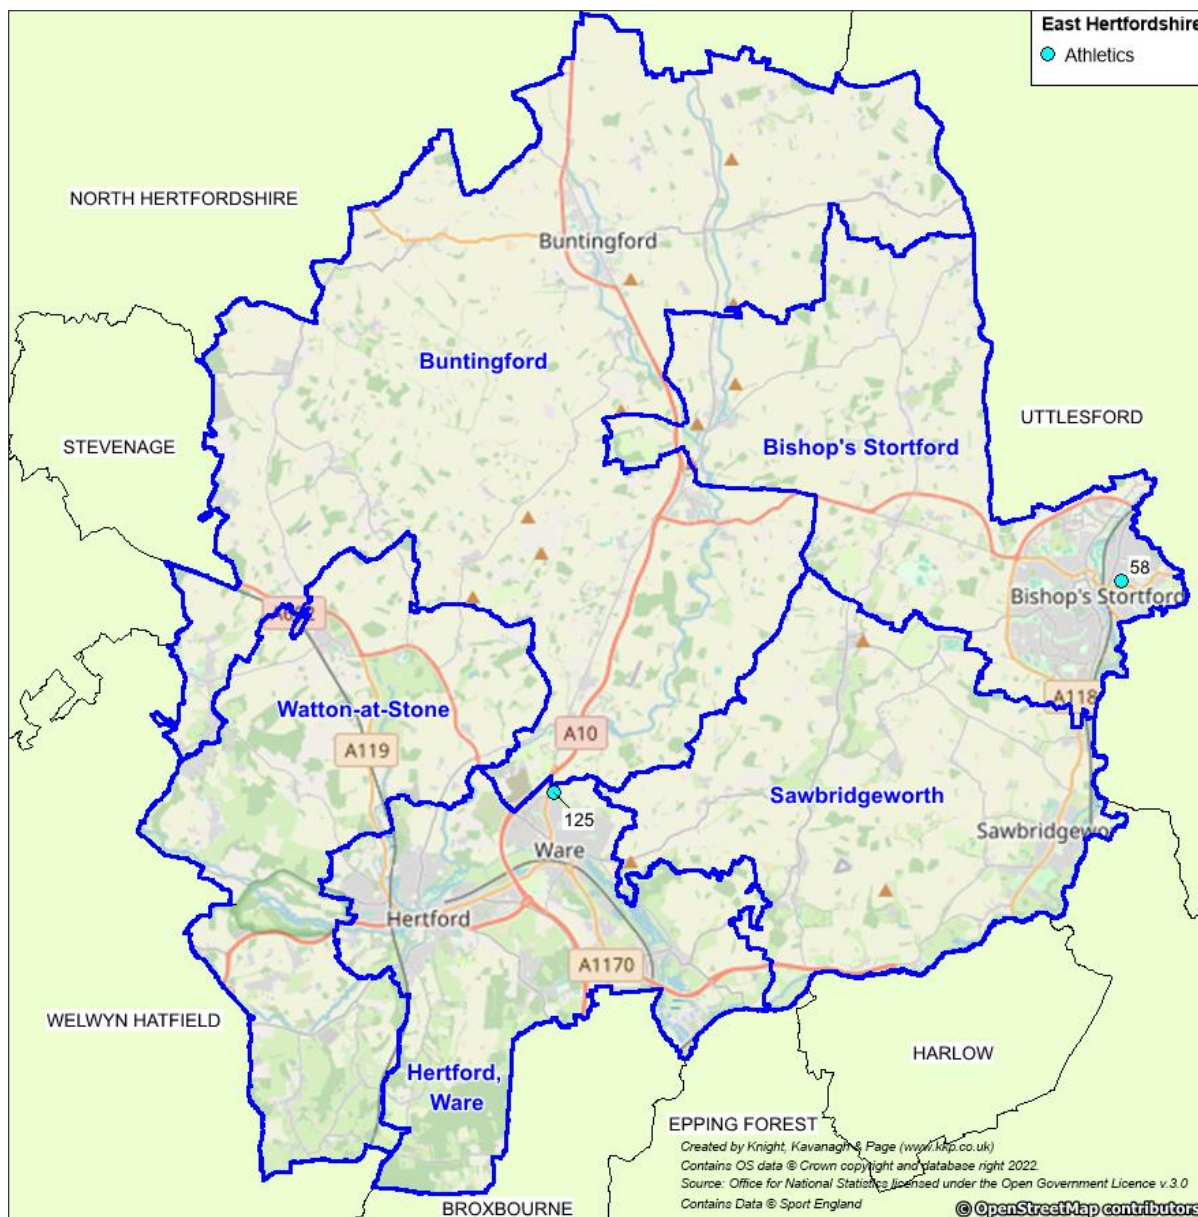 East Hertfordshire
Athletics
NORTH HERTFORDSHIRE
Buntingford
Buntingford
UTTLESFORD
STEVENAGE
Bishop's Stortford
58
Bishop's Stortford
A118
Watton-at-Stone
A119
A10
Sawbridgeworth
125
Ware
Sawbridgewo
Hertford
A1170
WELWYN HATFIELD
HARLOW
Hertford,
Ware
EPPING FOREST
Created by Knight, Kavanagh & Page (www.kkp.co.uk)
Contains OS data © Crown copyright and database right 2022.
Source: Office for National Statistics licensed under the Open Government Licence v.3.0
Contains Data © Sport England
BROXBOURNE
© OpenStreetMap contributors